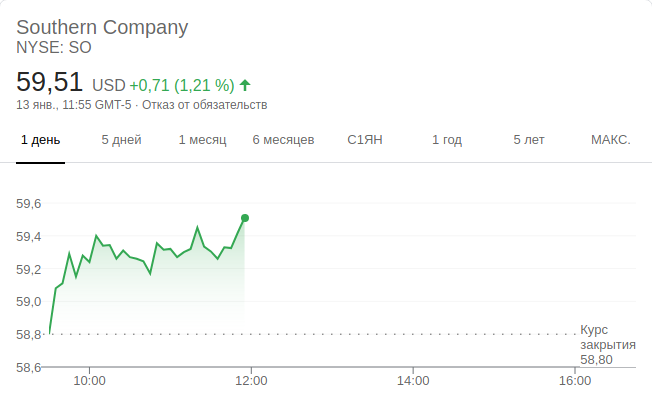 Southern Company
NYSE: SO
59,51 USD +0,71 (1,21 %)
13 янв., 11:55 GMT-5 · Отказ от обязательств
1 день 5 дней 1 месяц 6 месяцев С1ЯН 1 год 5 лет МАКС.
59,6
59,4
59,2
59,0
58,8
Курс
закрытия
58,80
58,6
10:00 12:00 14:00 16:00